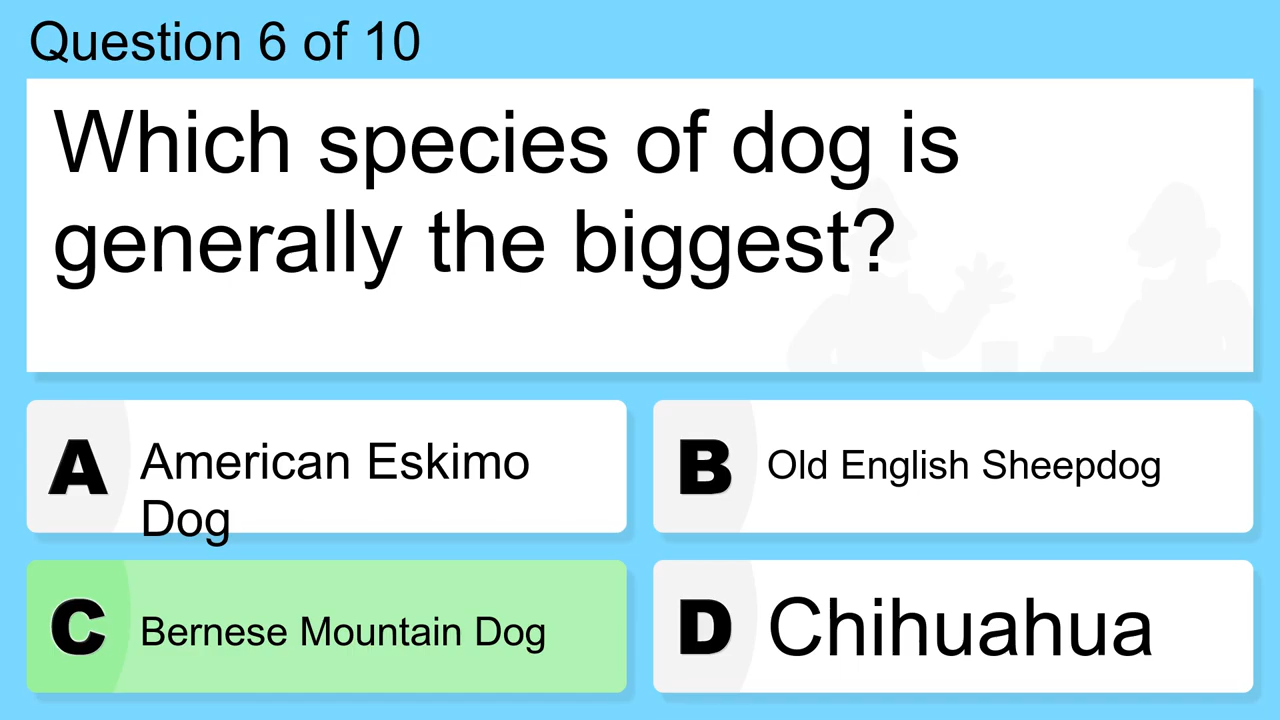 Question 6 of 10
Which species of dog is
generally the biggest?
A
American Eskimo
Dog
B
Old English Sheepdog
C
Bernese Mountain Dog
D
Chihuahua